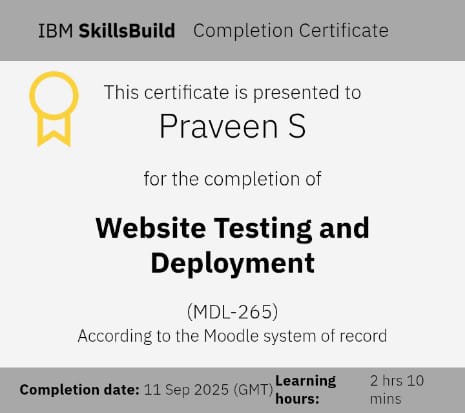 IBM SkillsBuild Completion Certificate
This certificate is presented to
Praveen S
for the completion of
Website Testing and
Deployment
(MDL-265)
According to the Moodle system of record
Completion date: 11 Sep 2025 (GMT)
Learning hours: 2 hrs 10 mins